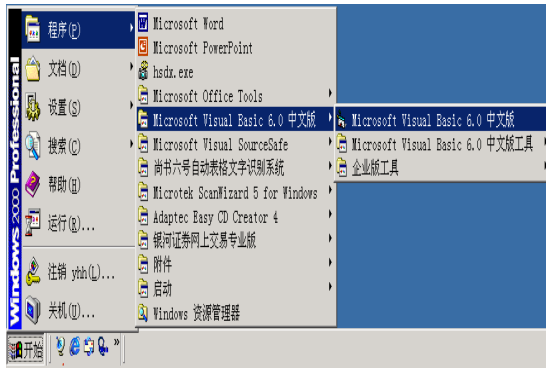 Windows 2000 Professional
程序(P)
文档(D)
设置(S)
搜索(C)
帮助(H)
运行(R)...
注销 yhh(L)...
关机(U)...
Microsoft Word
Microsoft PowerPoint
hsdx.exe
Microsoft Office Tools
Microsoft Visual Basic 6.0 中文版
Microsoft Visual SourceSafe
尚书六号自动表格文字识别系统
Microtek ScanWizard 5 for Windows
Adaptec Easy CD Creator 4
银河证券网上交易专业版
附件
启动
Windows 资源管理器
Microsoft Visual Basic 6.0 中文版
Microsoft Visual Basic 6.0 中文版工具
企业版工具
开始